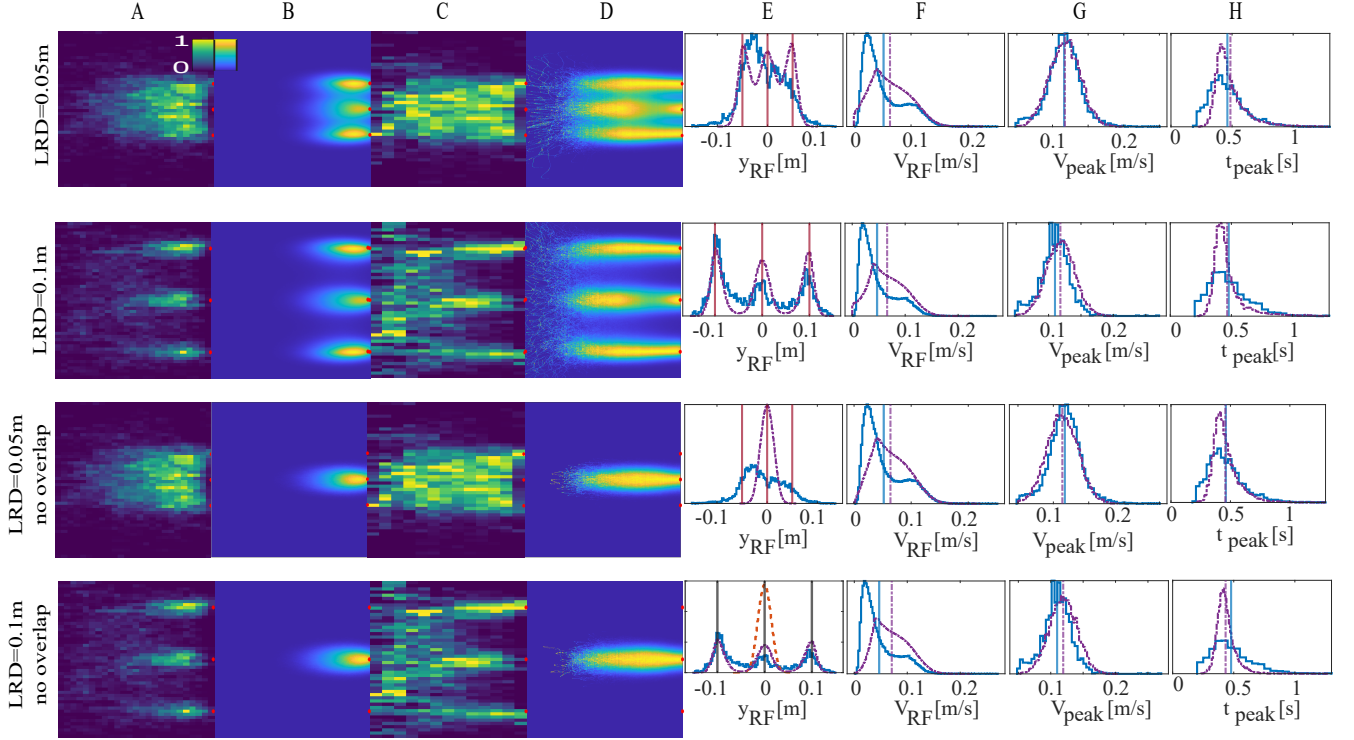 A B C D E F G H
LRD=0.05m
1
0
-0.1 0 0.1
y_RF [m]
0 0.1 0.2
V_RF [m/s]
0.1 0.2
V_peak [m/s]
0 0.5 1
t_peak [s]
LRD=0.1m
-0.1 0 0.1
y_RF [m]
0 0.1 0.2
V_RF [m/s]
0.1 0.2
V_peak [m/s]
0 0.5 1
t_peak [s]
LRD=0.05m
no overlap
-0.1 0 0.1
y_RF [m]
0 0.1 0.2
V_RF [m/s]
0.1 0.2
V_peak [m/s]
0 0.5 1
t_peak [s]
LRD=0.1m
no overlap
-0.1 0 0.1
y_RF [m]
0 0.1 0.2
V_RF [m/s]
0.1 0.2
V_peak [m/s]
0 0.5 1
t_peak [s]